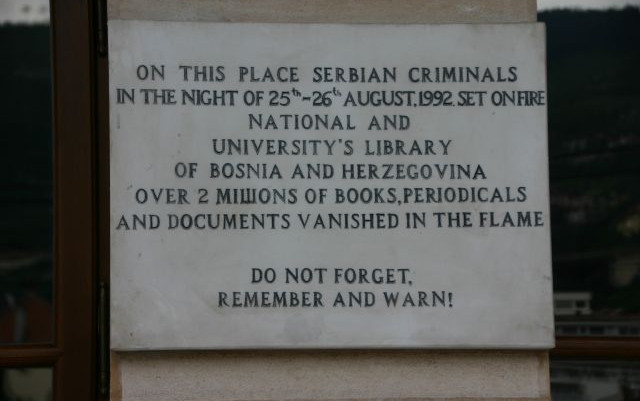 ON THIS PLACE SERBIAN CRIMINALS
IN THE NIGHT OF 25th-26th AUGUST,1992. SET ON FIRE
NATIONAL AND
UNIVERSITY'S LIBRARY
OF BOSNIA AND HERZEGOVINA
OVER 2 MILLIONS OF BOOKS,PERIODICALS
AND DOCUMENTS VANISHED IN THE FLAME
DO NOT FORGET,
REMEMBER AND WARN!